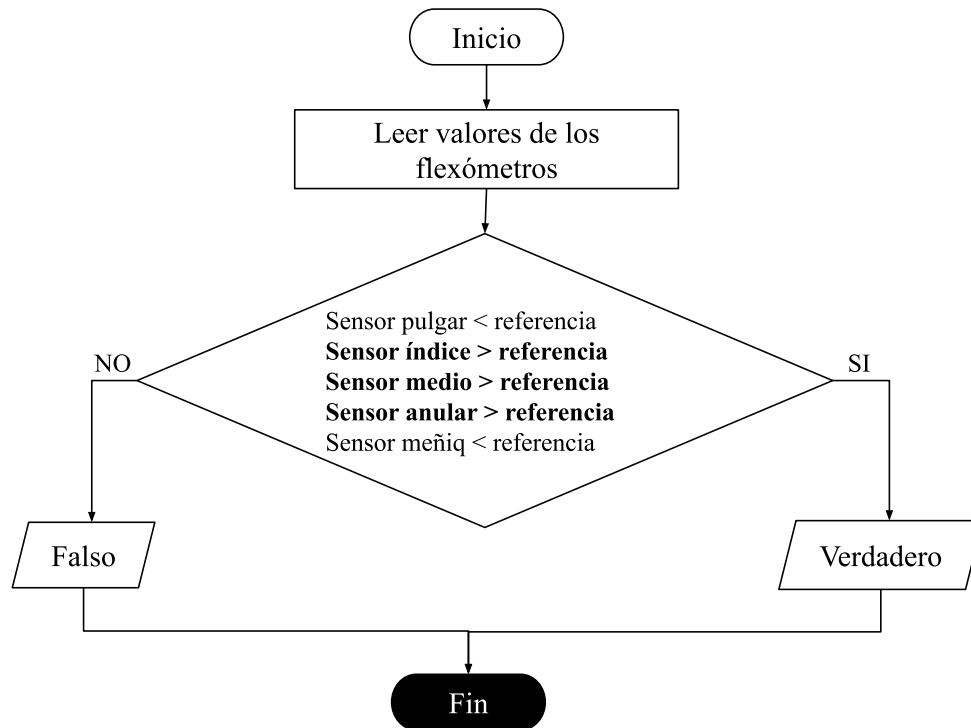 Inicio
Leer valores de los
flexómetros
Sensor pulgar < referencia
Sensor índice > referencia
Sensor medio > referencia
Sensor anular > referencia
Sensor meñiq < referencia
NO
SI
Falso
Verdadero
Fin